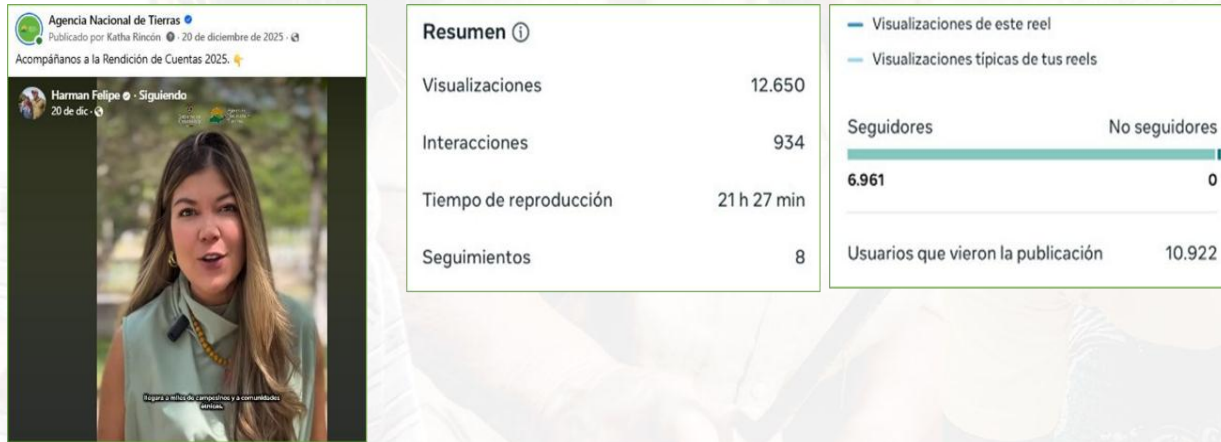 Agencia Nacional de Tierras
Publicado por Katha Rincón · 20 de diciembre de 2025 ·
Acompáñanos a la Rendición de Cuentas 2025. 👇
Harman Felipe · Siguiendo
20 de dic ·
llegara a miles de campesinos y a comunidades
étnicas.
Resumen
Visualizaciones 12.650
Interacciones 934
Tiempo de reproducción 21 h 27 min
Seguimientos 8
Visualizaciones de este reel
Visualizaciones típicas de tus reels
Seguidores No seguidores
6.961 0
Usuarios que vieron la publicación 10.922